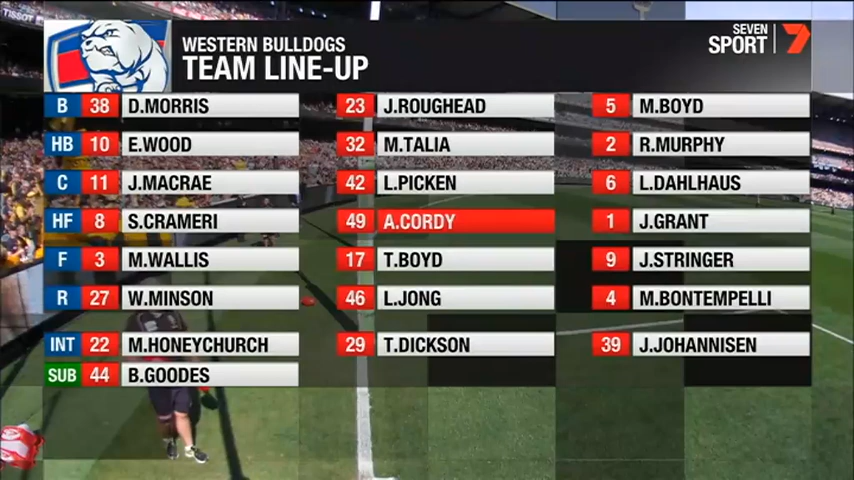 TISSOT
WESTERN BULLDOGS
TEAM LINE-UP
SEVEN
SPORT 7
B 38 D.MORRIS 23 J.ROUGHEAD 5 M.BOYD
HB 10 E.WOOD 32 M.TALIA 2 R.MURPHY
C 11 J.MACRAE 42 L.PICKEN 6 L.DAHLHAUS
HF 8 S.CRAMERI 49 A.CORDY 1 J.GRANT
F 3 M.WALLIS 17 T.BOYD 9 J.STRINGER
R 27 W.MINSON 46 L.JONG 4 M.BONTEMPELLI
INT 22 M.HONEYCHURCH 29 T.DICKSON 39 J.JOHANNISEN
SUB 44 B.GOODES